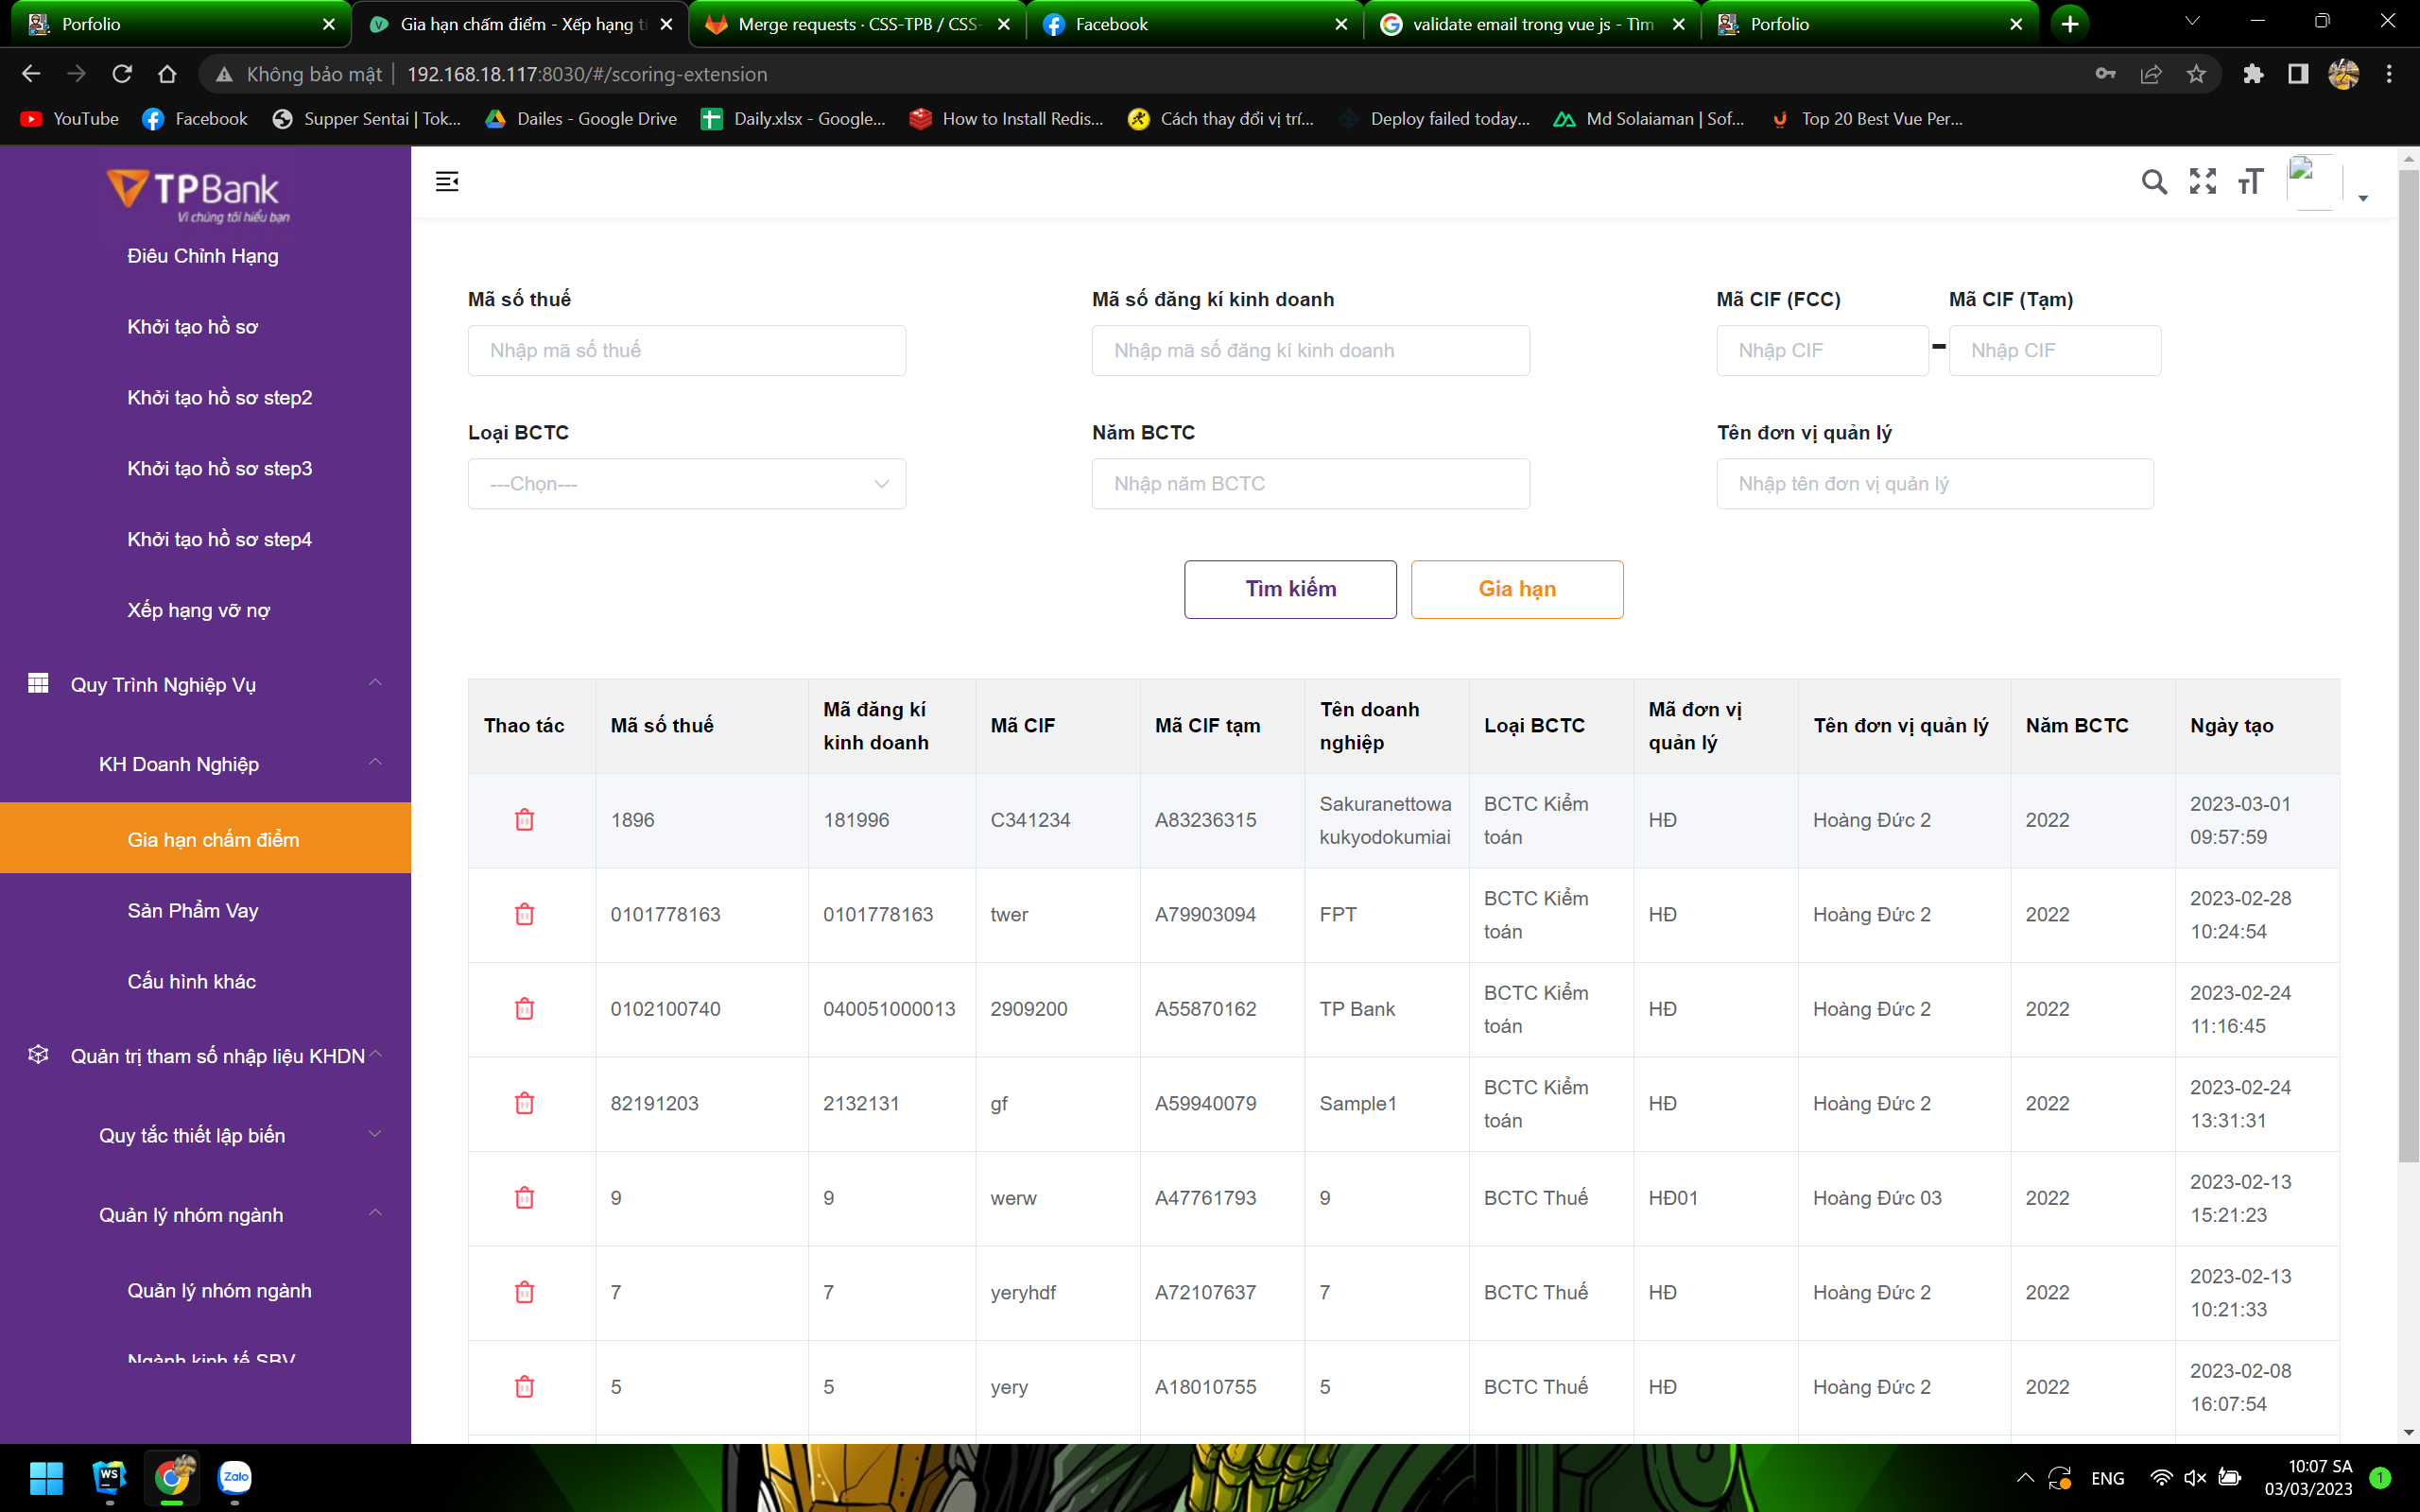 Porfolio
Gia hạn chấm điểm - Xếp hạng tí
Merge requests · CSS-TPB / CSS-
Facebook
validate email trong vue js - Tìm
Porfolio
Không bảo mật
192.168.18.117:8030/#/scoring-extension
YouTube
Facebook
Supper Sentai | Tok...
Dailes - Google Drive
Daily.xlsx - Google...
How to Install Redis...
Cách thay đổi vị trí...
Deploy failed today...
Md Solaiaman | Sof...
Top 20 Best Vue Per...
TPBank
Vì chúng tôi hiểu bạn
Điều Chỉnh Hạng
Khởi tạo hồ sơ
Khởi tạo hồ sơ step2
Khởi tạo hồ sơ step3
Khởi tạo hồ sơ step4
Xếp hạng vỡ nợ
Quy Trình Nghiệp Vụ
KH Doanh Nghiệp
Gia hạn chấm điểm
Sản Phẩm Vay
Cấu hình khác
Quản trị tham số nhập liệu KHDN
Quy tắc thiết lập biến
Quản lý nhóm ngành
Quản lý nhóm ngành
Ngành kinh tế SBV
Mã số thuế
Nhập mã số thuế
Mã số đăng kí kinh doanh
Nhập mã số đăng kí kinh doanh
Mã CIF (FCC)
Nhập CIF
-
Mã CIF (Tạm)
Nhập CIF
Loại BCTC
---Chọn---
Năm BCTC
Nhập năm BCTC
Tên đơn vị quản lý
Nhập tên đơn vị quản lý
Tìm kiếm
Gia hạn
Thao tác Mã số thuế Mã đăng kí kinh doanh Mã CIF Mã CIF tạm Tên doanh nghiệp Loại BCTC Mã đơn vị quản lý Tên đơn vị quản lý Năm BCTC Ngày tạo
1896 181996 C341234 A83236315 Sakuranettowakukyodokumiai BCTC Kiểm toán HĐ Hoàng Đức 2 2022 2023-03-01 09:57:59
0101778163 0101778163 twer A79903094 FPT BCTC Kiểm toán HĐ Hoàng Đức 2 2022 2023-02-28 10:24:54
0102100740 040051000013 2909200 A55870162 TP Bank BCTC Kiểm toán HĐ Hoàng Đức 2 2022 2023-02-24 11:16:45
82191203 2132131 gf A59940079 Sample1 BCTC Kiểm toán HĐ Hoàng Đức 2 2022 2023-02-24 13:31:31
9 9 werw A47761793 9 BCTC Thuế HĐ01 Hoàng Đức 03 2022 2023-02-13 15:21:23
7 7 yeryhdf A72107637 7 BCTC Thuế HĐ Hoàng Đức 2 2022 2023-02-13 10:21:33
5 5 yery A18010755 5 BCTC Thuế HĐ Hoàng Đức 2 2022 2023-02-08 16:07:54
WS
Zalo
ENG
10:07 SA
03/03/2023
1